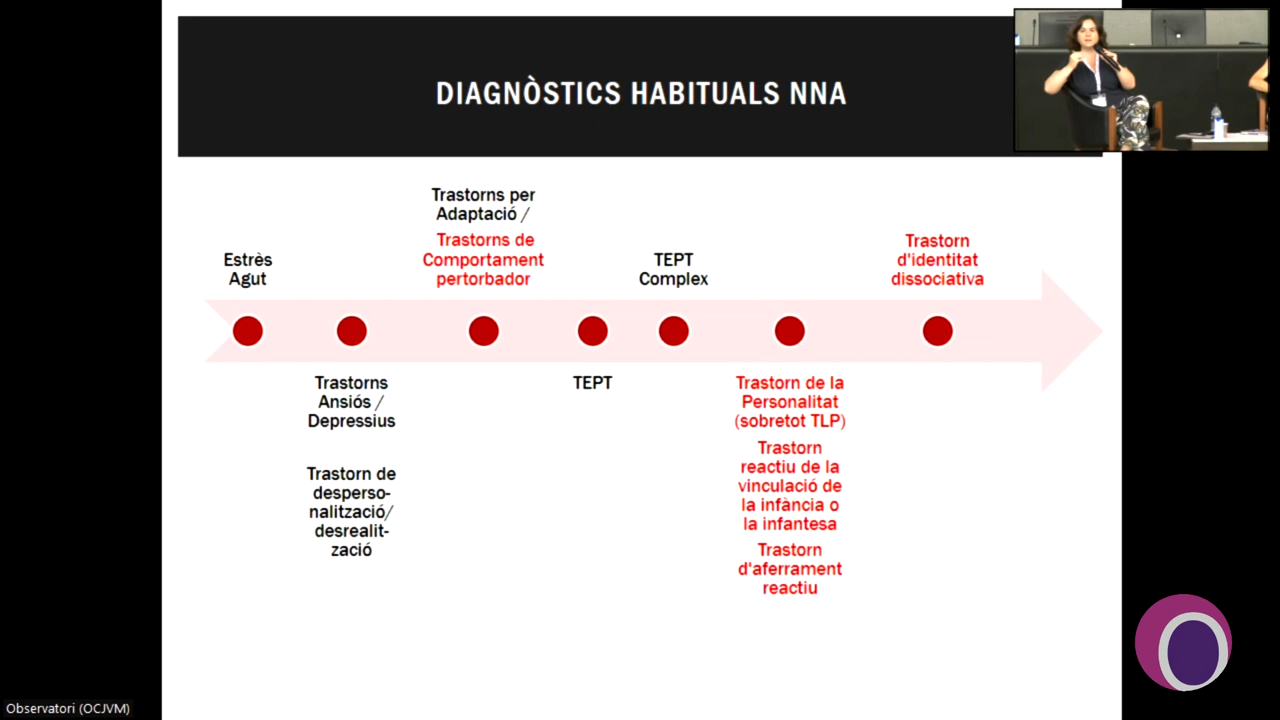 DIAGNÒSTICS HABITUALS NNA
Estrès
Agut
Trastorns
Ansiós /
Depressius
Trastorn de
desperso-
nalització/
desrealit-
zació
Trastorns per
Adaptació /
Trastorns de
Comportament
pertorbador
TEPT
TEPT
Complex
Trastorn de la
Personalitat
(sobretot TLP)
Trastorn
reactiu de la
vinculació de
la infància o
la infantesa
Trastorn
d'aferrament
reactiu
Trastorn
d'identitat
dissociativa
Observatori (OCJVM)